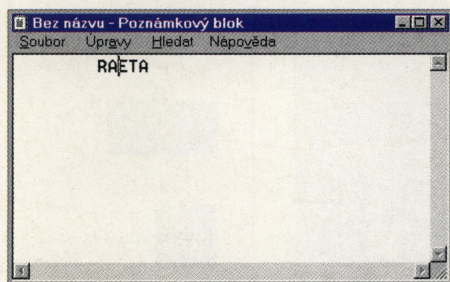 Bez názvu - Poznámkový blok
Soubor Úpravy Hledat Nápověda
RAETA